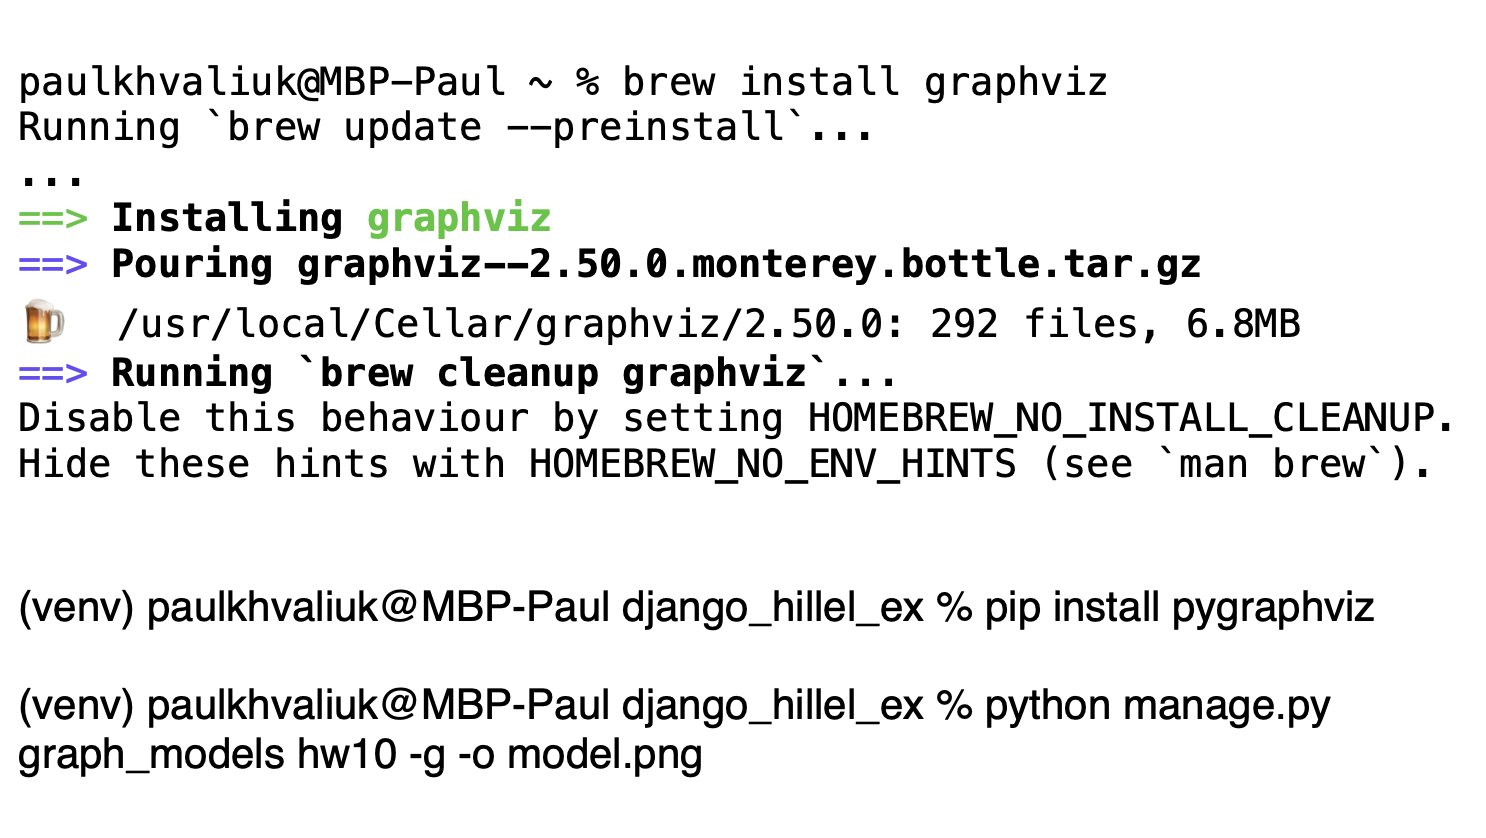 paulkhvaliuk@MBP-Paul ~ % brew install graphviz
Running `brew update --preinstall`...
...
==> Installing graphviz
==> Pouring graphviz--2.50.0.monterey.bottle.tar.gz
🍺 /usr/local/Cellar/graphviz/2.50.0: 292 files, 6.8MB
==> Running `brew cleanup graphviz`...
Disable this behaviour by setting HOMEBREW_NO_INSTALL_CLEANUP.
Hide these hints with HOMEBREW_NO_ENV_HINTS (see `man brew`).
(venv) paulkhvaliuk@MBP-Paul django_hillel_ex % pip install pygraphviz
(venv) paulkhvaliuk@MBP-Paul django_hillel_ex % python manage.py
graph_models hw10 -g -o model.png